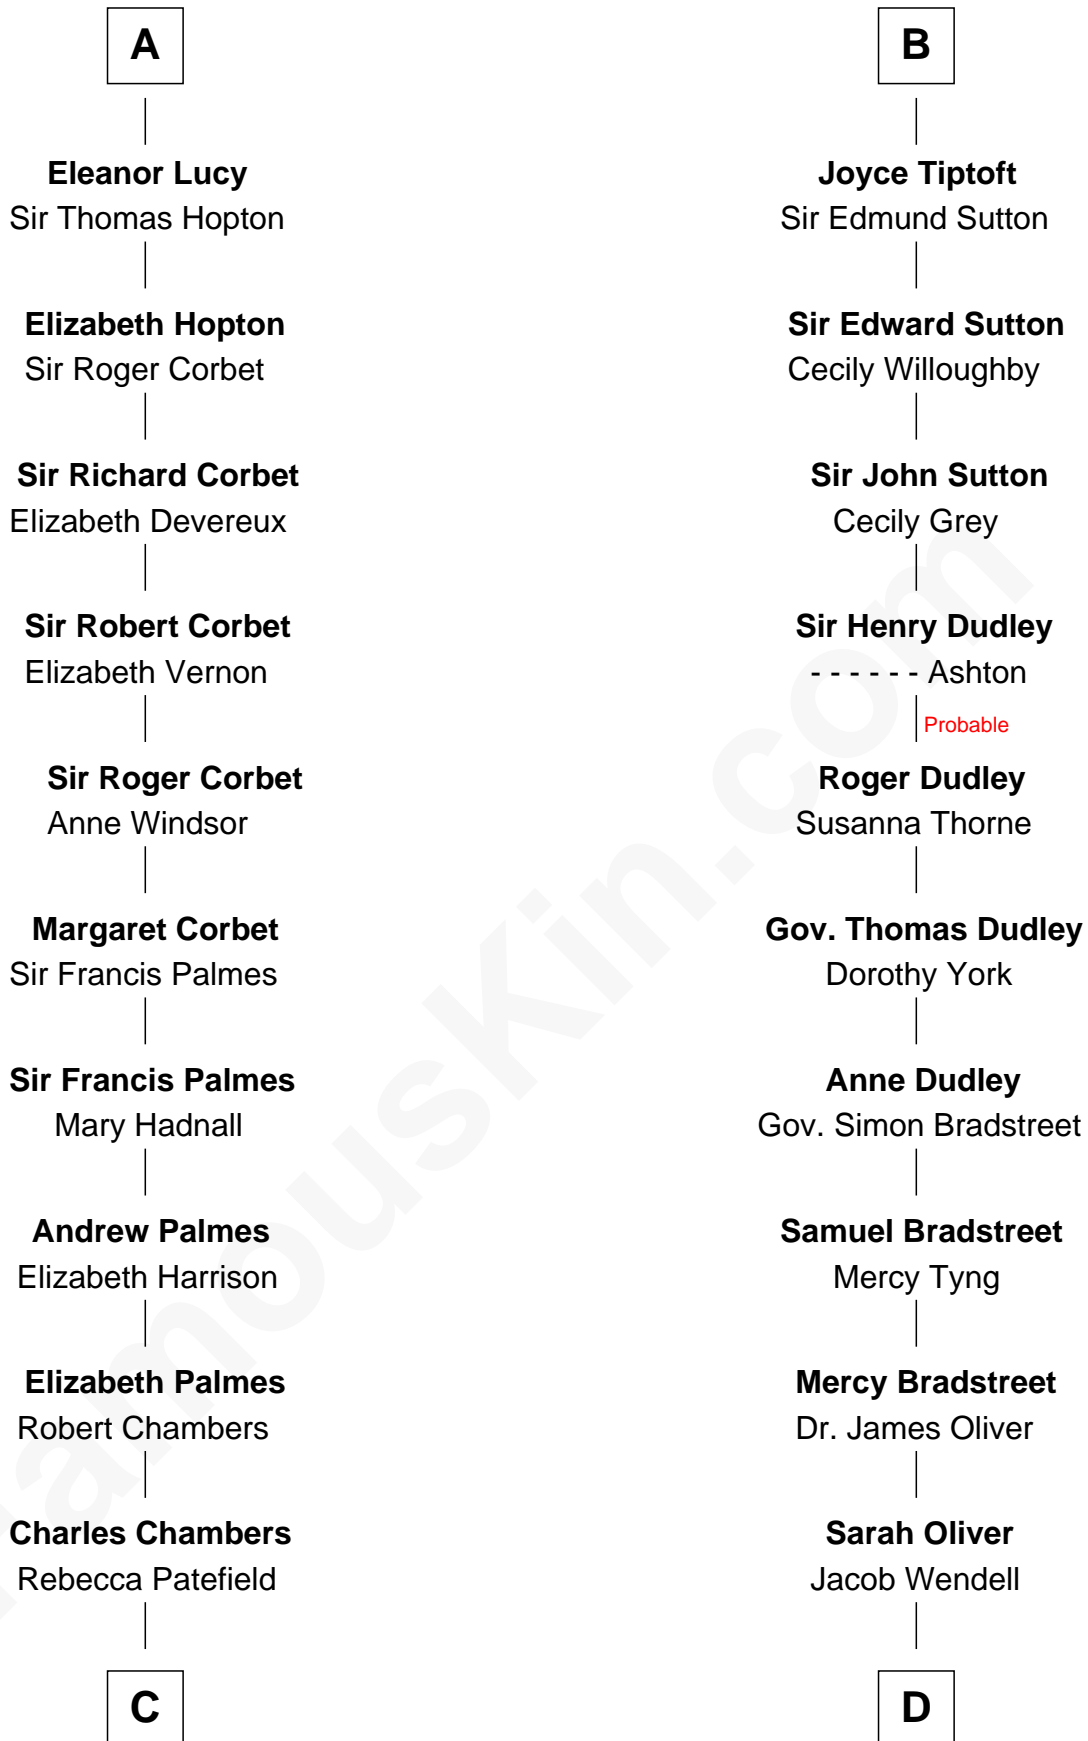 A
Eleanor Lucy
Sir Thomas Hopton
Elizabeth Hopton
Sir Roger Corbet
Sir Richard Corbet
Elizabeth Devereux
Sir Robert Corbet
Elizabeth Vernon
Sir Roger Corbet
Anne Windsor
Margaret Corbet
Sir Francis Palmes
Sir Francis Palmes
Mary Hadnall
Andrew Palmes
Elizabeth Harrison
Elizabeth Palmes
Robert Chambers
Charles Chambers
Rebecca Patefield
C
B
Joyce Tiptoft
Sir Edmund Sutton
Sir Edward Sutton
Cecily Willoughby
Sir John Sutton
Cecily Grey
Sir Henry Dudley
- - - - - - Ashton
Probable
Roger Dudley
Susanna Thorne
Gov. Thomas Dudley
Dorothy York
Anne Dudley
Gov. Simon Bradstreet
Samuel Bradstreet
Mercy Tyng
Mercy Bradstreet
Dr. James Oliver
Sarah Oliver
Jacob Wendell
D
FamousKin.com